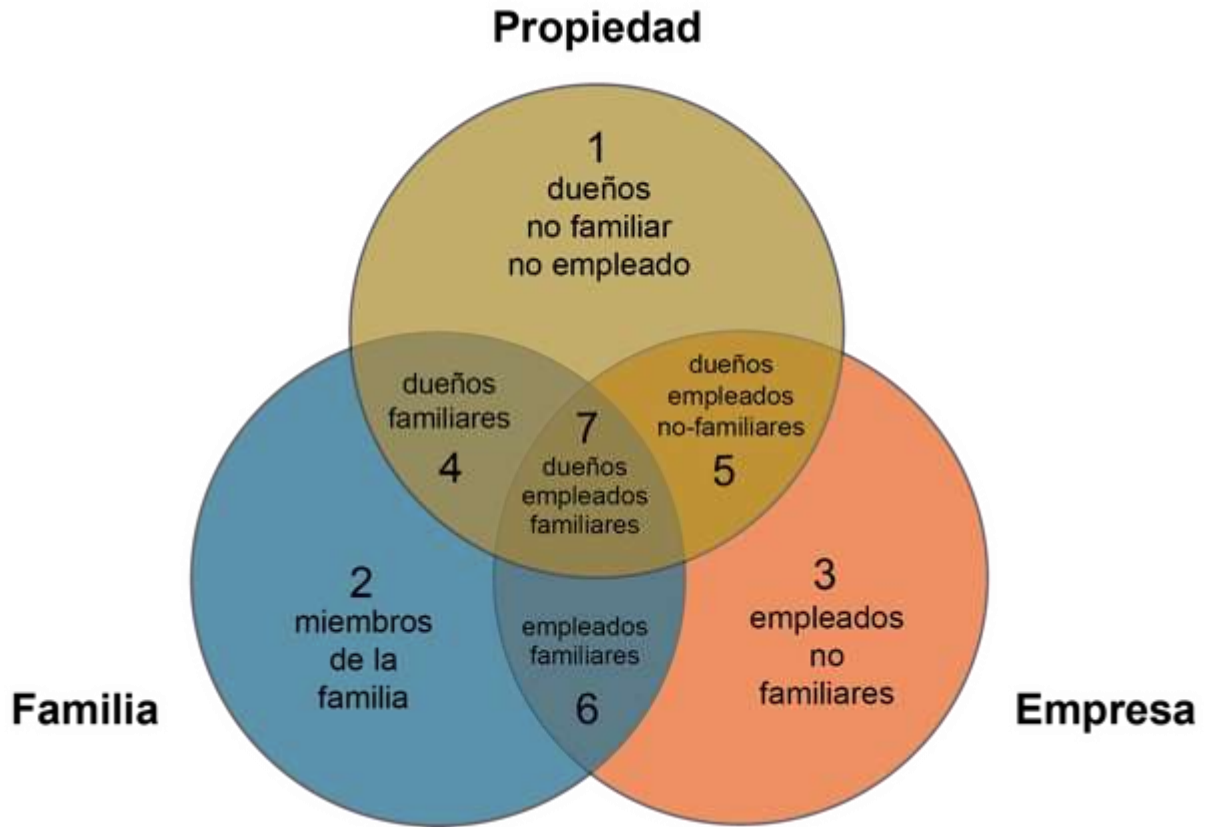 Propiedad
1
dueños
no familiar
no empleado
dueños
familiares
4
7
dueños
empleados
familiares
dueños
empleados
no-familiares
5
2
miembros
de la
familia
empleados
familiares
6
3
empleados
no
familiares
Familia
Empresa